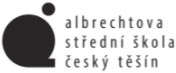 albrechtova
střední škola
český těšín